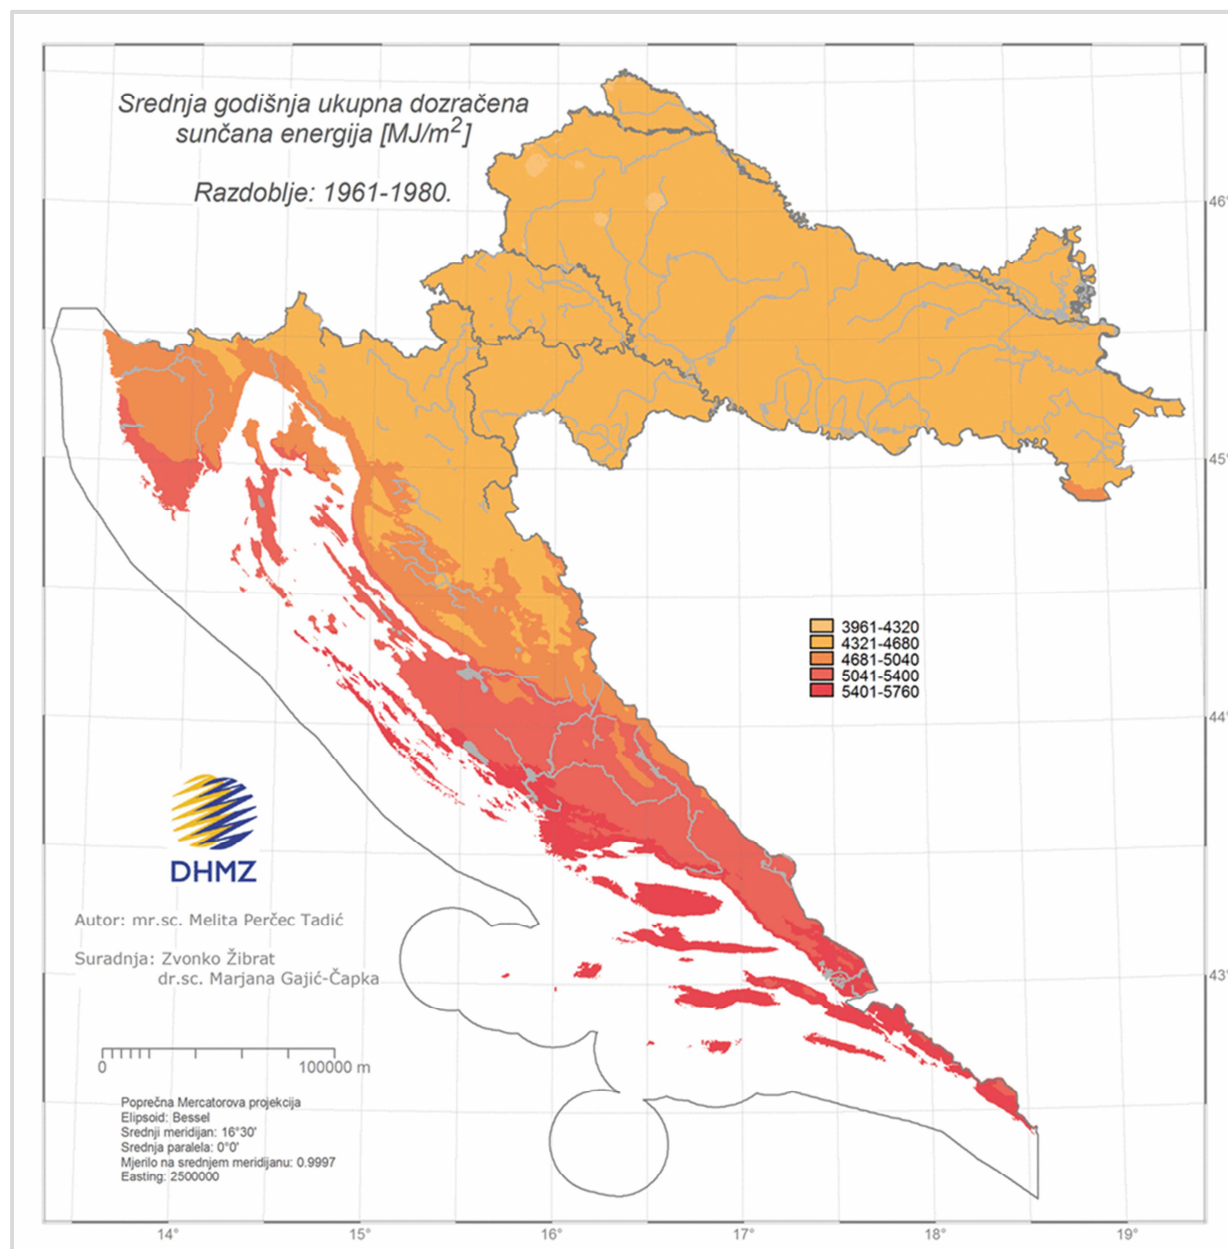 Srednja godišnja ukupna dozračena
sunčana energija [MJ/m²]
Razdoblje: 1961-1980.
46°
45°
3961-4320
4321-4680
4681-5040
5041-5400
5401-5760
44°
DHMZ
Autor: mr.sc. Melita Perčec Tadić
Suradnja: Zvonko Žibrat
dr.sc. Marjana Gajić-Čapka
43°
0 100000 m
Poprečna Mercatorova projekcija
Elipsoid: Bessel
Srednji meridijan: 16°30'
Srednja paralela: 0°0'
Mjerilo na srednjem meridijanu: 0.9997
Easting: 2500000
14° 15° 16° 17° 18° 19°